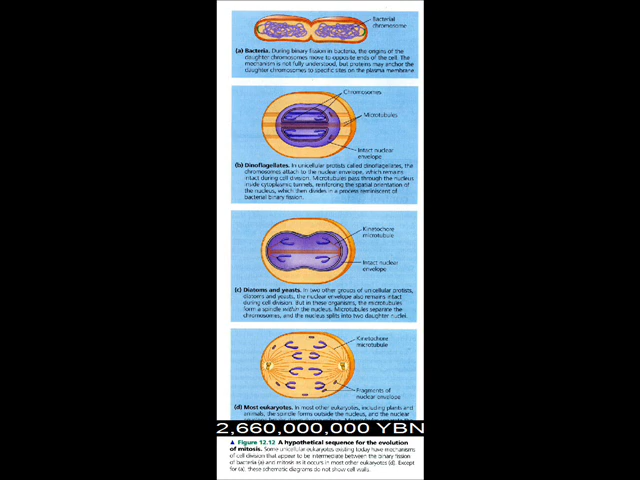 Bacterial
chromosome
(a) Bacteria. During binary fission in bacteria, the origins of the
daughter chromosomes move to opposite ends of the cell. The
mechanism is not fully understood, but proteins may anchor the
daughter chromosomes to specific sites on the plasma membrane
Chromosomes
Microtubules
Intact nuclear
envelope
(b) Dinoflagellates. In unicellular protists called dinoflagellates, the
chromosomes attach to the nuclear envelope, which remains
intact during cell division. Microtubules pass through the nucleus
inside cytoplasmic tunnels, reinforcing the spatial orientation of
the nucleus, which then divides in a process reminiscent of
bacterial binary fission.
Kinetochore
microtubule
Intact nuclear
envelope
(c) Diatoms and yeasts. In two other groups of unicellular protists,
diatoms and yeasts, the nuclear envelope also remains intact
during cell division. But in these organisms, the microtubules
form a spindle within the nucleus. Microtubules separate the
chromosomes, and the nucleus splits into two daughter nuclei.
Kinetochore
microtubule
Fragments of
nuclear envelope
(d) Most eukaryotes. In most other eukaryotes, including plants and
animals, the spindle forms outside the nucleus, and the nuclear
2,660,000,000 YBN
▲ Figure 12.12 A hypothetical sequence for the evolution
of mitosis. Some unicellular eukaryotes existing today have mechanisms
of cell division that appear to be intermediate between the binary fission
of bacteria (a) and mitosis as it occurs in most other eukaryotes (d). Except
for (a), these schematic diagrams do not show cell walls.